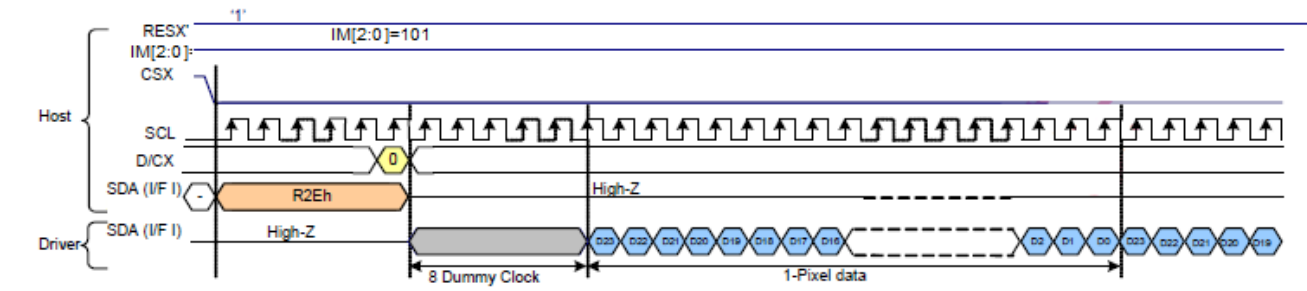 '1'
RESX' IM[2:0]=101
IM[2:0]:
CSX
Host
SCL
D/CX 0
SDA (I/F I) - R2Eh High-Z
SDA (I/F I) High-Z D23 D22 D21 D20 D19 D18 D17 D16 D2 D1 D0 D23 D22 D21 D20 D19
Driver
8 Dummy Clock 1-Pixel data